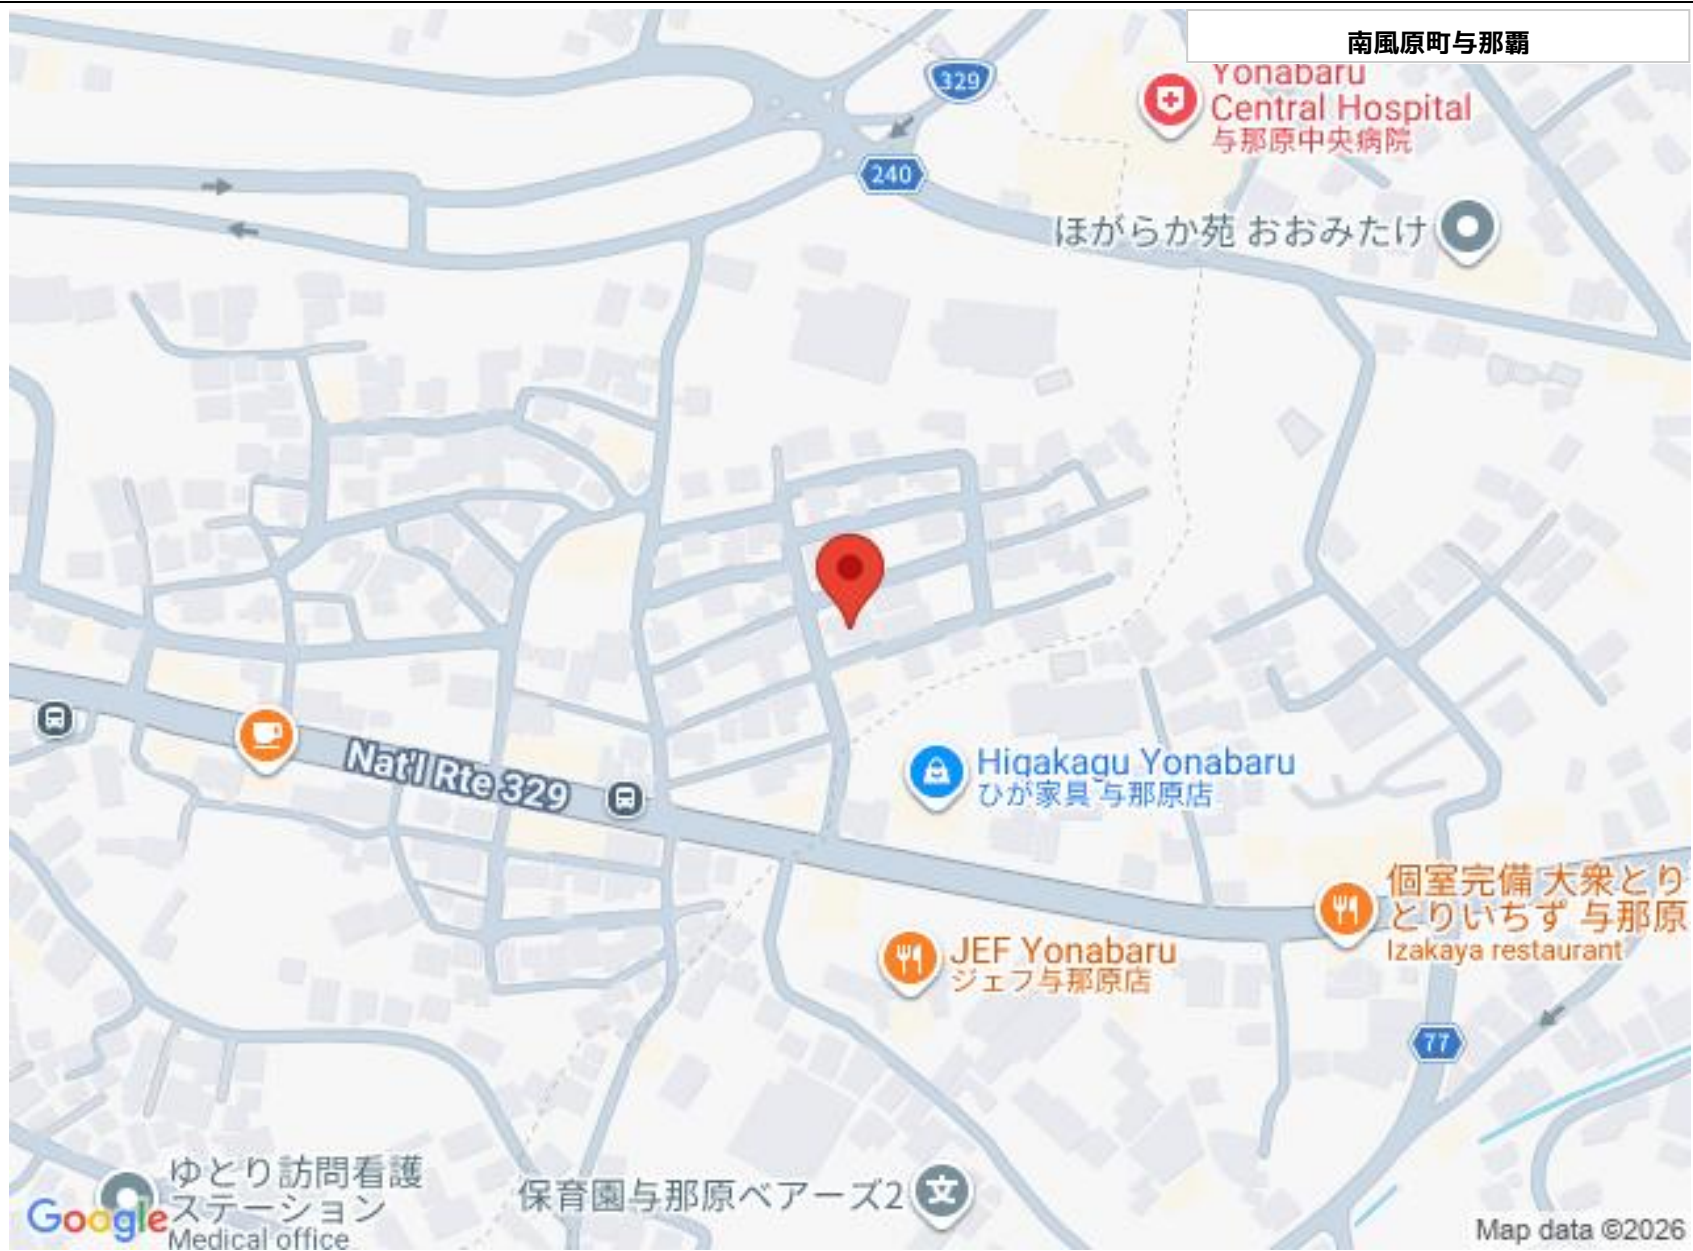 南風原町与那覇
329
Yonabaru
Central Hospital
与那原中央病院
240
ほがらか苑 おおみたけ
Nat'l Rte 329
Higakagu Yonabaru
ひが家具 与那原店
個室完備 大衆とり
とりいちず 与那原
Izakaya restaurant
JEF Yonabaru
ジェフ与那原店
77
ゆとり訪問看護
ステーション
Medical office
保育園与那原ベアーズ2
文
Google
Map data ©2026